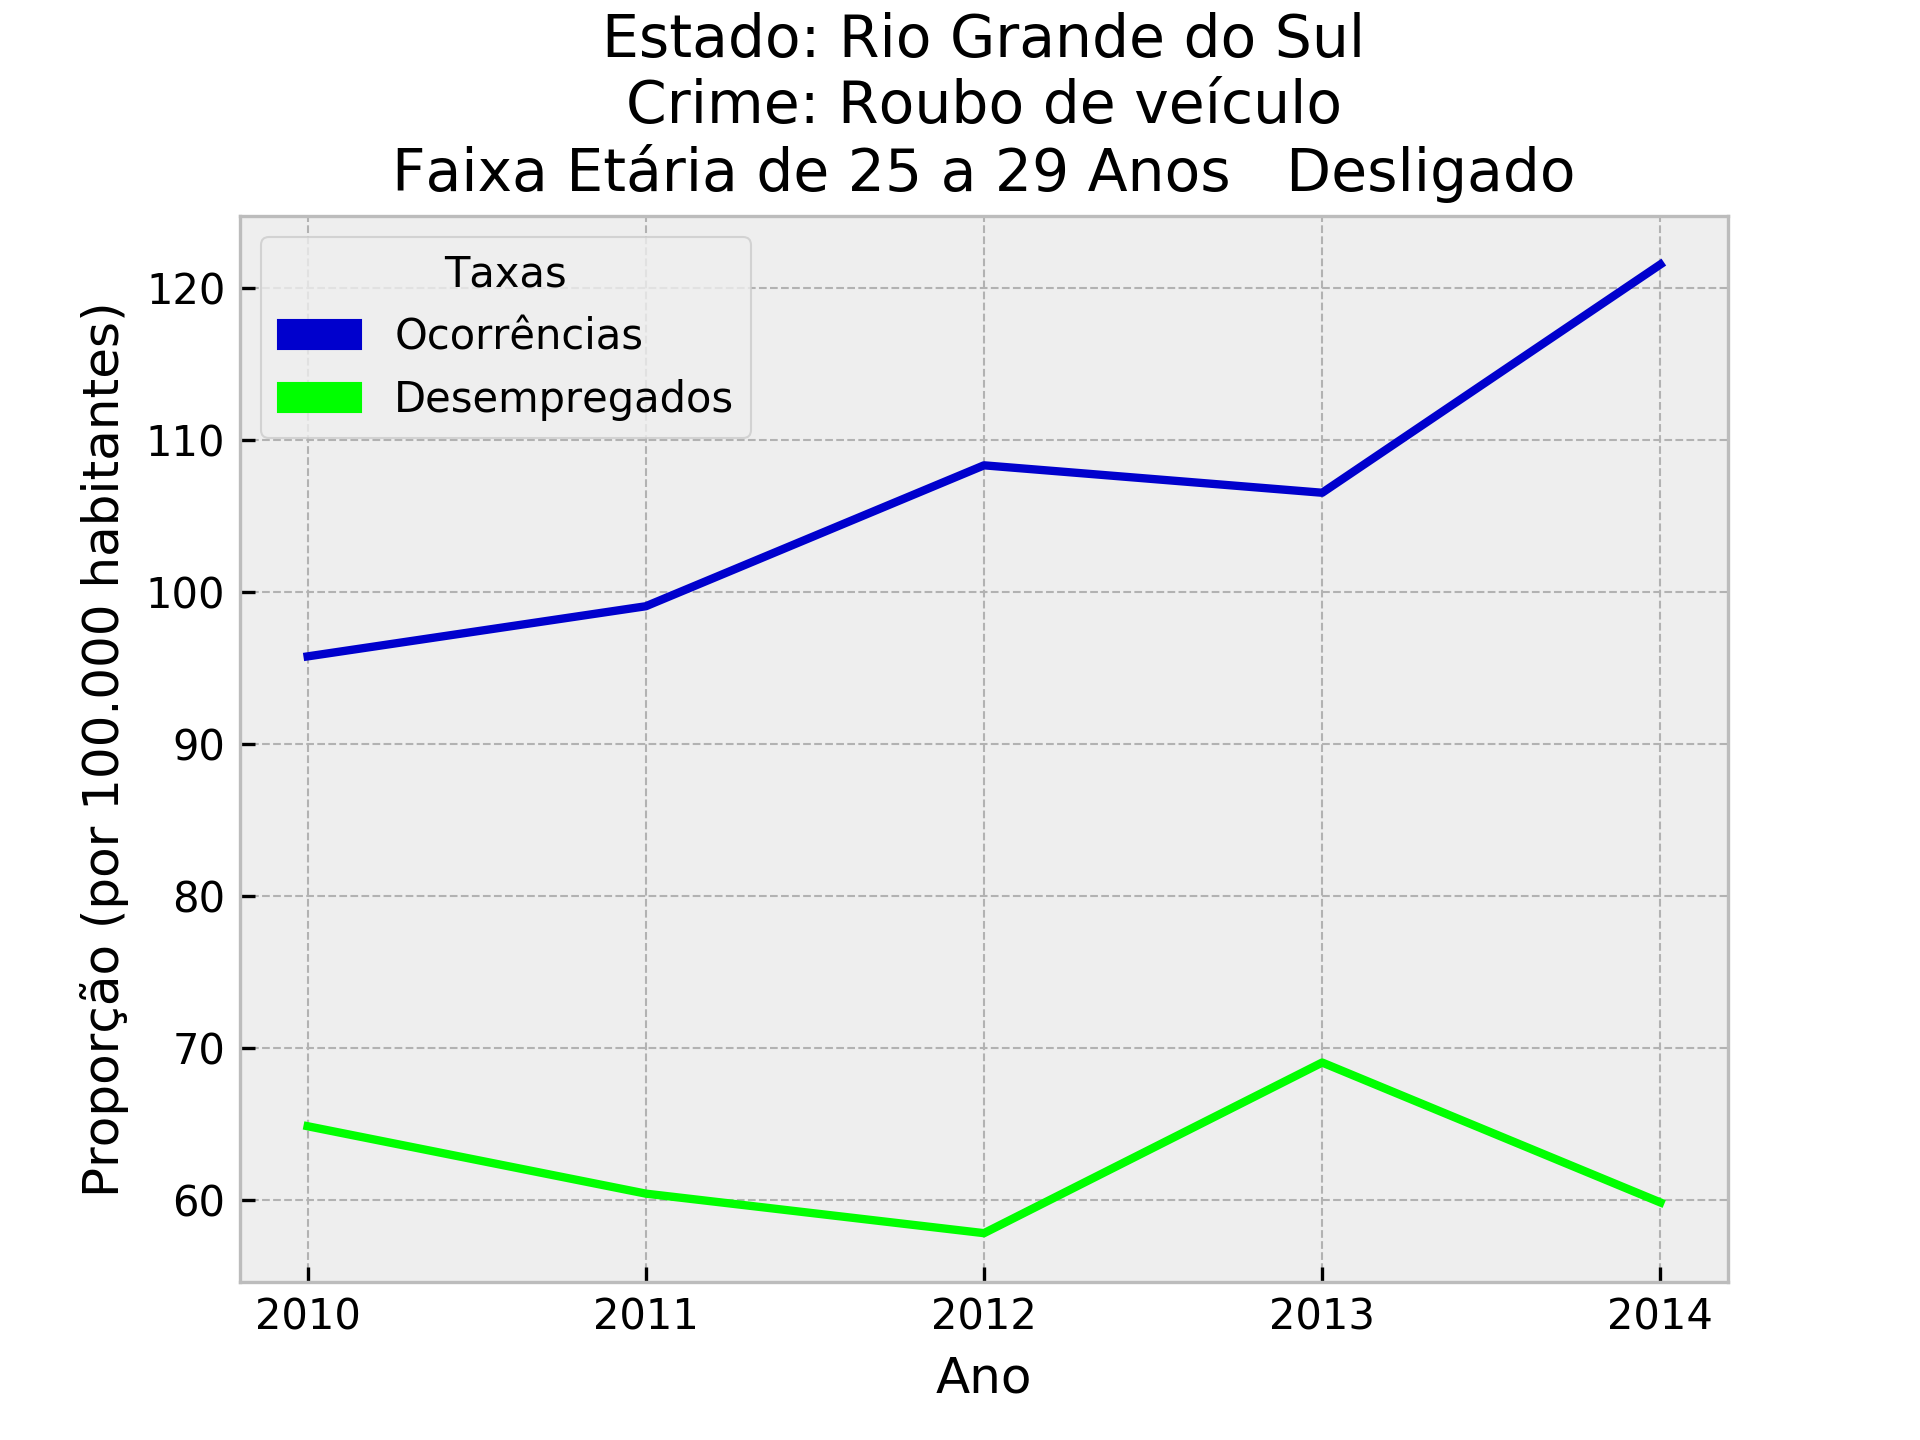 Estado: Rio Grande do Sul
Crime: Roubo de veículo
Faixa Etária de 25 a 29 Anos   Desligado
Taxas
Ocorrências
Desempregados
Proporção (por 100.000 habitantes)
120
110
100
90
80
70
60
2010 2011 2012 2013 2014
Ano